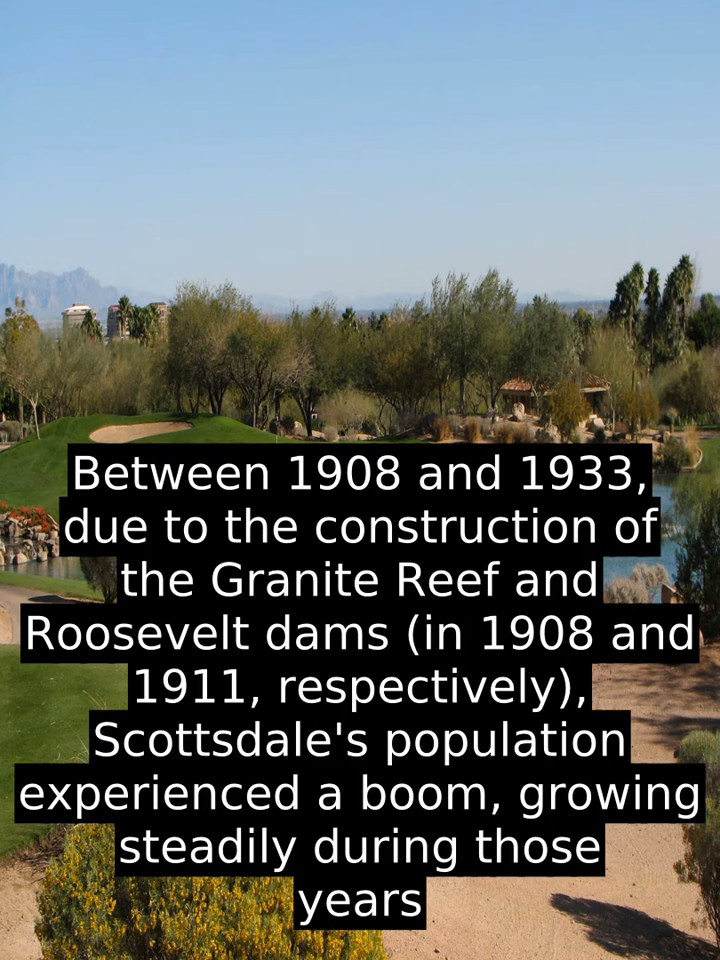 Between 1908 and 1933,
due to the construction of
the Granite Reef and
Roosevelt dams (in 1908 and
1911, respectively),
Scottsdale's population
experienced a boom, growing
steadily during those
years